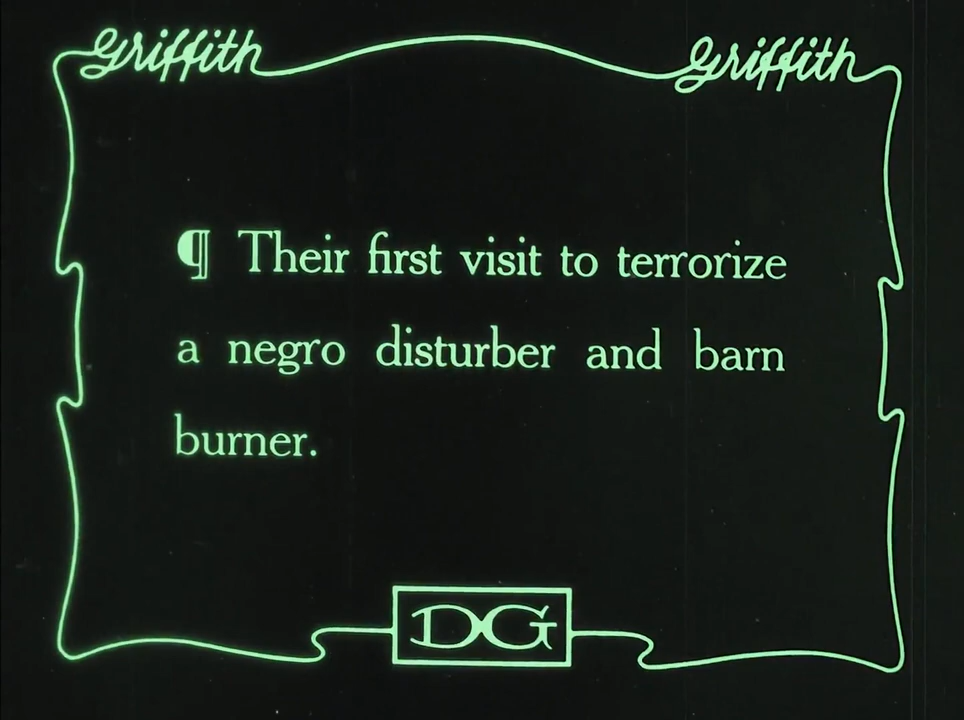 Griffith Griffith
¶ Their first visit to terrorize
a negro disturber and barn
burner.
DG